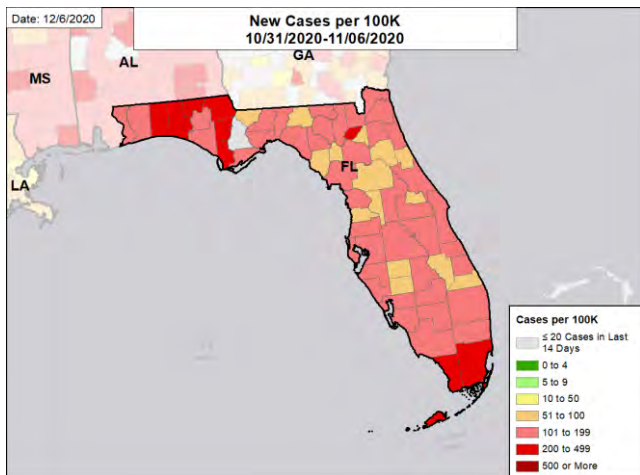 Date: 12/6/2020
New Cases per 100K
10/31/2020-11/06/2020
GA
AL
MS
FL
LA
Cases per 100K
≤ 20 Cases in Last
14 Days
0 to 4
5 to 9
10 to 50
51 to 100
101 to 199
200 to 499
500 or More